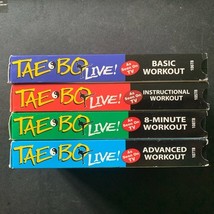 TAE BO LIVE!
BASIC
WORKOUT
TAE BO LIVE!
INSTRUCTIONAL
WORKOUT
TAE BO LIVE!
8-MINUTE
WORKOUT
TAE BO LIVE!
ADVANCED
WORKOUT